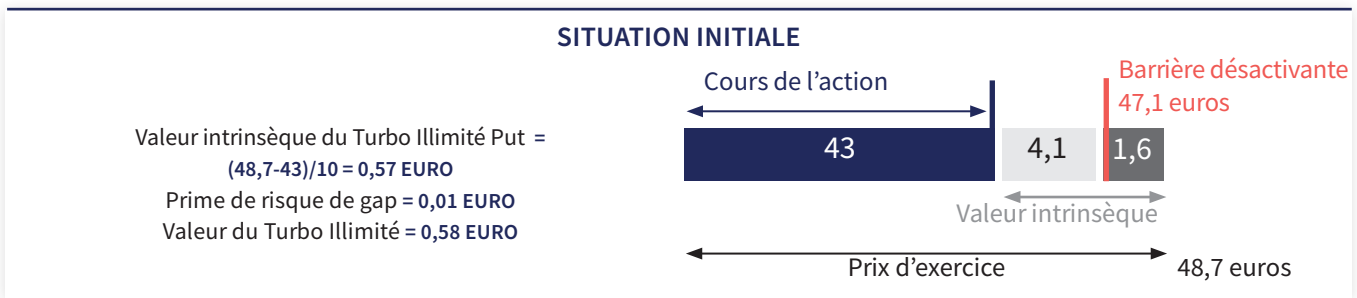 SITUATION INITIALE
Valeur intrinsèque du Turbo Illimité Put =
(48,7-43)/10 = 0,57 EURO
Prime de risque de gap = 0,01 EURO
Valeur du Turbo Illimité = 0,58 EURO
Cours de l’action
Barrière désactivante
47,1 euros
43
4,1
1,6
Valeur intrinsèque
Prix d’exercice
48,7 euros